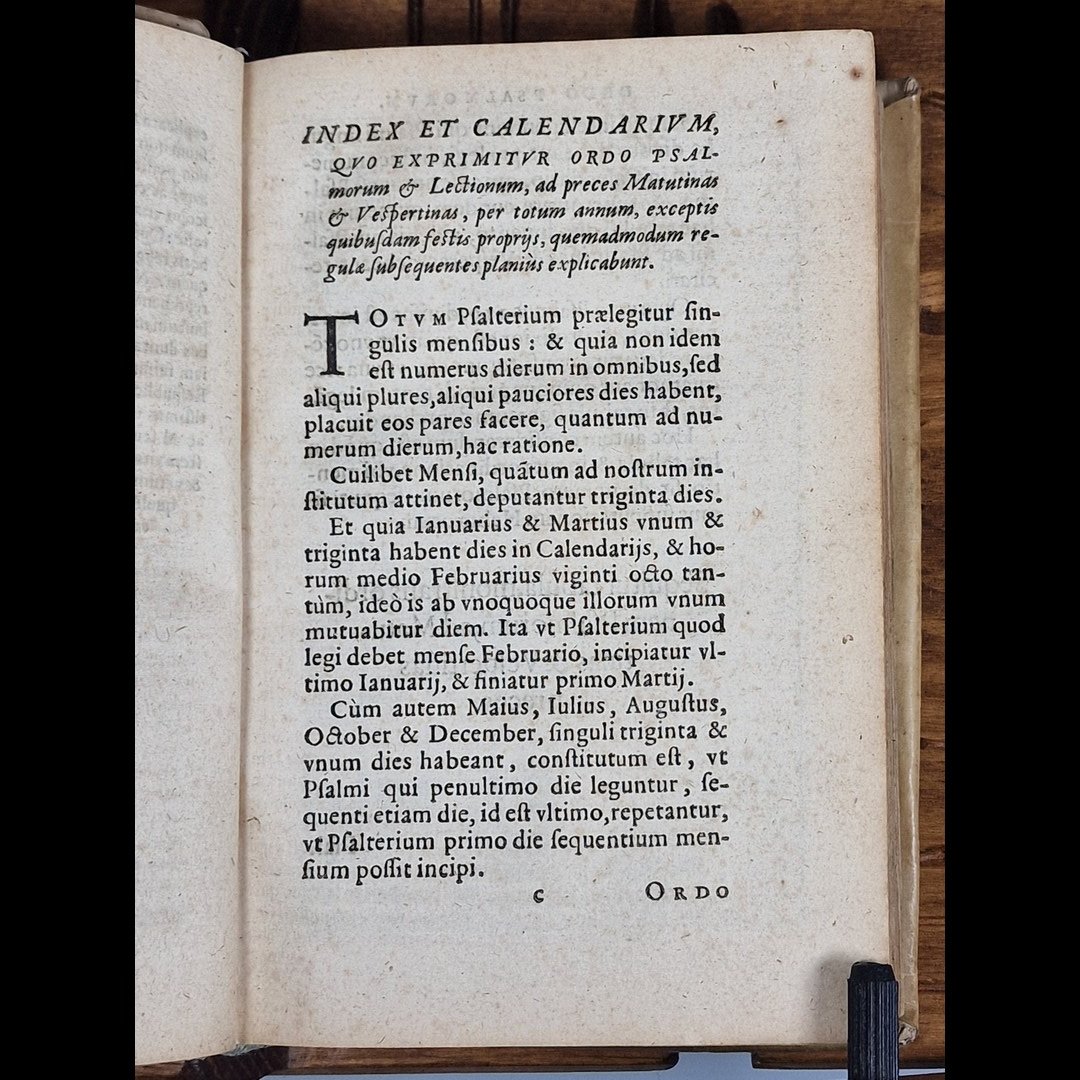 INDEX ET CALENDARIVM,
QVO EXPRIMITVR ORDO PSAL-
morum & Lectionum, ad preces Matutinas
& Veſpertinas, per totum annum, exceptis
quibuſdam feſtis proprijs, quemadmodum re-
gulæ ſubſequentes planiùs explicabunt.
TOTVM Pſalterium prælegitur ſin-
gulis menſibus : & quia non idem
eſt numerus dierum in omnibus, ſed
aliqui plures, aliqui pauciores dies habent,
placuit eos pares facere, quantum ad nu-
merum dierum, hac ratione.
Cuilibet Menſi, quãtum ad noſtrum in-
ſtitutum attinet, deputantur triginta dies.
Et quia Ianuarius & Martius vnum &
triginta habent dies in Calendarijs, & ho-
rum medio Februarius viginti octo tan-
tùm, ideò is ab vnoquoque illorum vnum
mutuabitur diem. Ita vt Pſalterium quod
legi debet menſe Februario, incipiatur vl-
timo Ianuarij, & finiatur primo Martij.
Cùm autem Maius, Iulius, Auguſtus,
October & December, ſinguli triginta &
vnum dies habeant, conſtitutum eſt, vt
Pſalmi qui penultimo die leguntur, ſe-
quenti etiam die, id eſt vltimo, repetantur,
vt Pſalterium primo die ſequentium men-
ſium poſſit incipi.
C ORDO